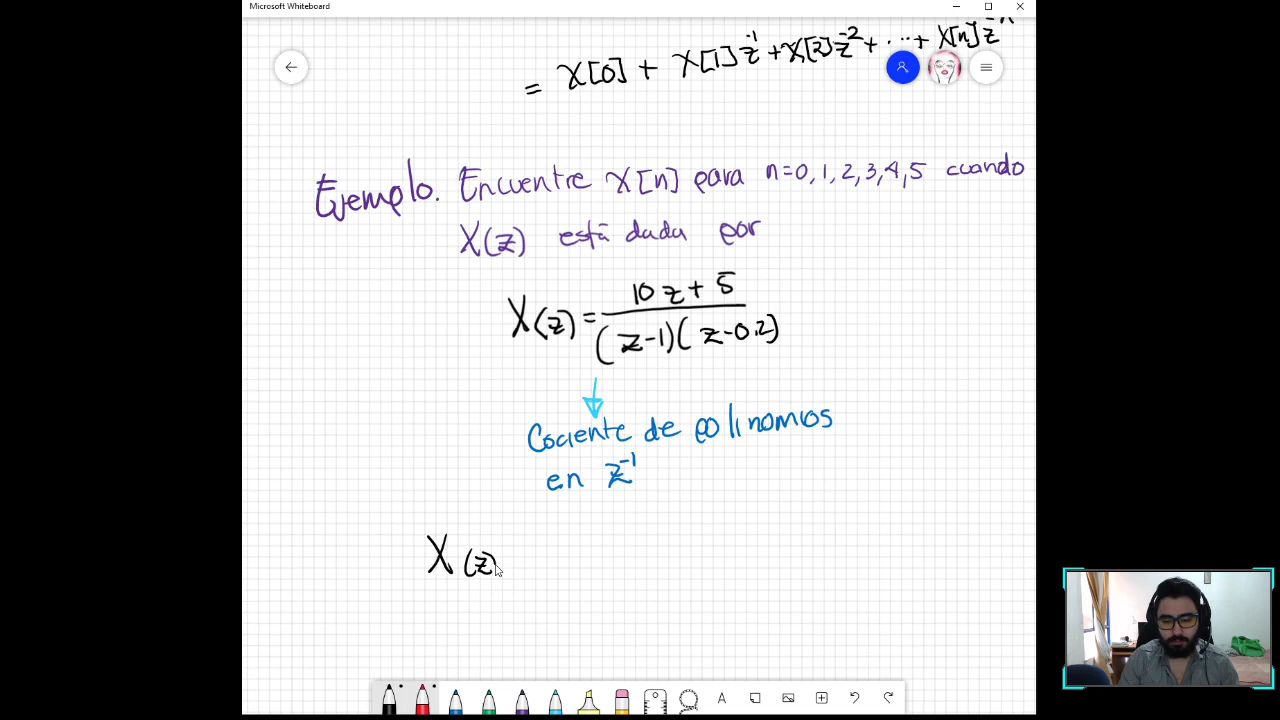 Microsoft Whiteboard
= X[0] + X[1]z^-1 + X[2]z^-2 + ... + X[n]z^-n
Ejemplo. Encuentre X[n] para n=0,1,2,3,4,5 cuando
X(z) está dada por
X(z) = 10z + 5 / (z-1)(z-0.2)
Cociente de polinomios
en z^-1
X(z)
A